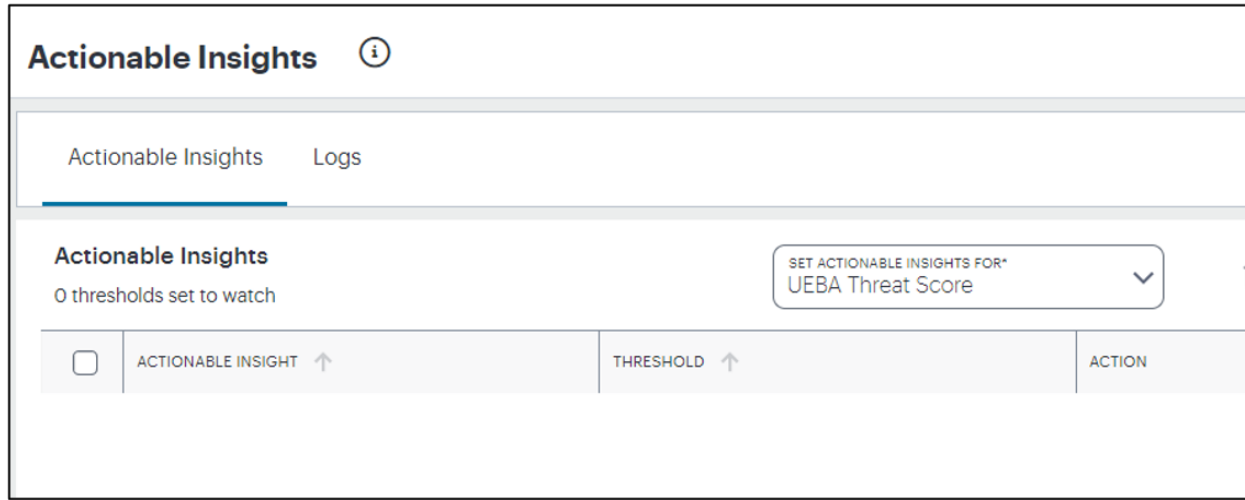 Actionable Insights
Actionable Insights Logs
Actionable Insights
0 thresholds set to watch
SET ACTIONABLE INSIGHTS FOR*
UEBA Threat Score
ACTIONABLE INSIGHT THRESHOLD ACTION